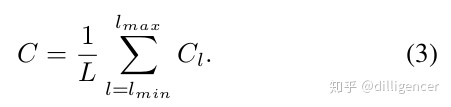 C = \frac{1}{L} \sum_{l=l_{min}}^{l_{max}} C_l. (3)
知乎 @dilligencer